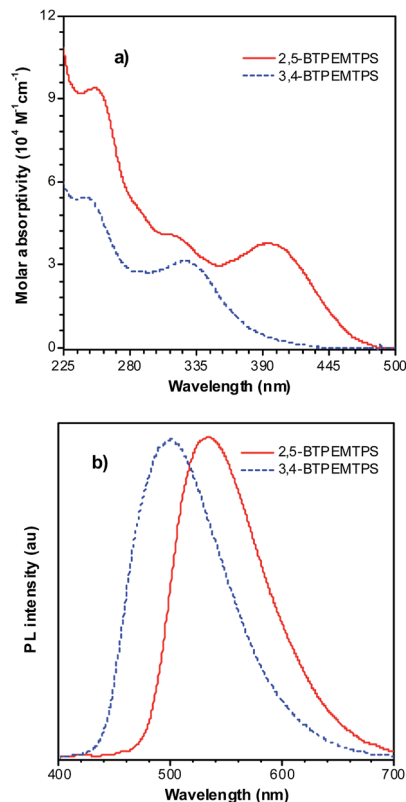 12
a)
2,5-BTPEMTPS
3,4-BTPEMTPS
9
6
3
0
Molar absorptivity (10⁴ M⁻¹cm⁻¹)
225 280 335 390 445 500
Wavelength (nm)
b)
2,5-BTPEMTPS
3,4-BTPEMTPS
PL intensity (au)
400 500 600 700
Wavelength (nm)